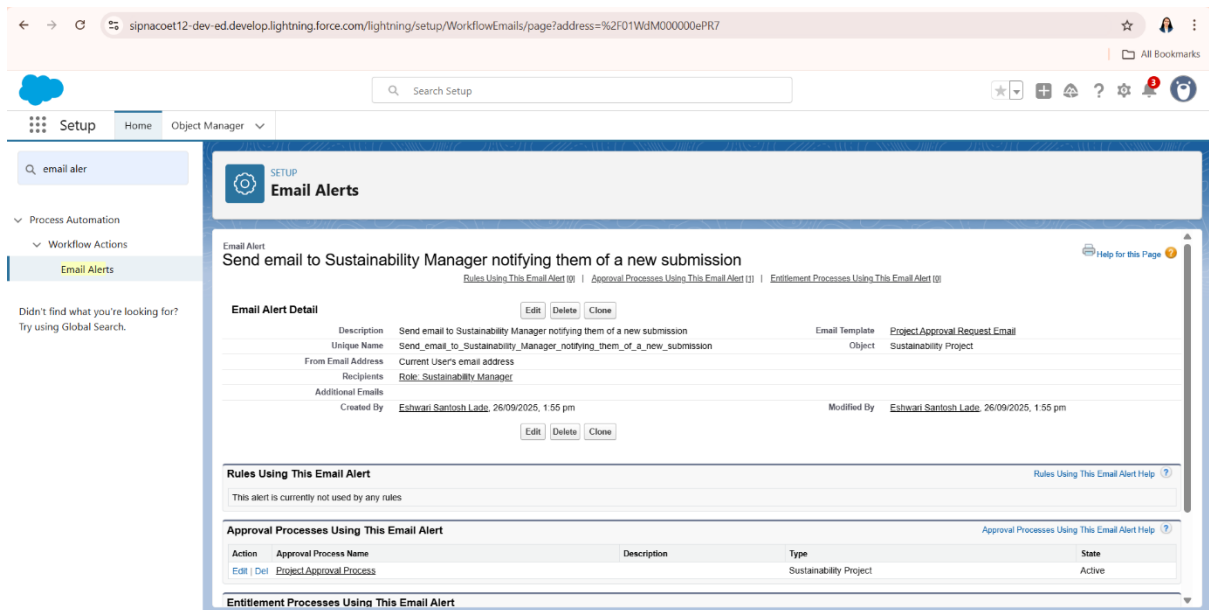 sipnacoet12-dev-ed.develop.lightning.force.com/lightning/setup/WorkflowEmails/page?address=%2F01WdM000000ePR7
All Bookmarks
Search Setup
3
Setup Home Object Manager
email aler
Process Automation
Workflow Actions
Email Alerts
Didn't find what you're looking for?
Try using Global Search.
SETUP
Email Alerts
Email Alert
Send email to Sustainability Manager notifying them of a new submission
Help for this Page
Rules Using This Email Alert [0] | Approval Processes Using This Email Alert [1] | Entitlement Processes Using This Email Alert [0]
Email Alert Detail Edit Delete Clone
Description Send email to Sustainability Manager notifying them of a new submission Email Template Project Approval Request Email
Unique Name Send_email_to_Sustainability_Manager_notifying_them_of_a_new_submission Object Sustainability Project
From Email Address Current User's email address
Recipients Role: Sustainability Manager
Additional Emails
Created By Eshwari Santosh Lade, 26/09/2025, 1:55 pm Modified By Eshwari Santosh Lade, 26/09/2025, 1:55 pm
Edit Delete Clone
Rules Using This Email Alert Rules Using This Email Alert Help ?
This alert is currently not used by any rules
Approval Processes Using This Email Alert Approval Processes Using This Email Alert Help ?
Action Approval Process Name Description Type State
Edit | Del Project Approval Process Sustainability Project Active
Entitlement Processes Using This Email Alert